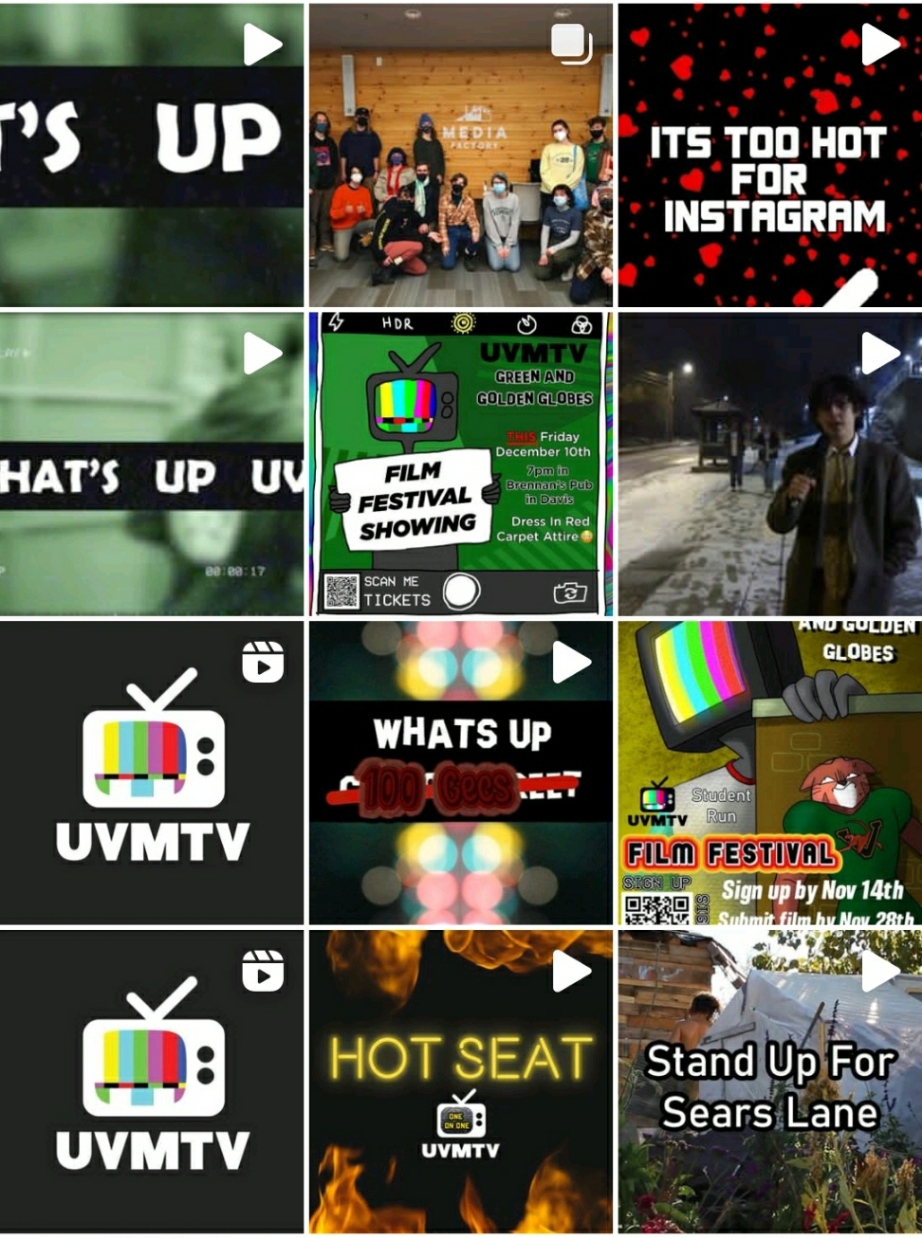 T'S UP
MEDIA
FACTORY
ITS TOO HOT
FOR
INSTAGRAM
HAT'S UP UV
00:00:17
HDR
UVMTV
GREEN AND
GOLDEN GLOBES
THIS Friday
December 10th
7pm in
Brennan's Pub
in Davis
Dress In Red
Carpet Attire
FILM
FESTIVAL
SHOWING
SCAN ME
TICKETS
UVMTV
WHATS UP
100 Gecs
AND GOLDEN
GLOBES
Student
Run
UVMTV
FILM FESTIVAL
SIGN UP
Sign up by Nov 14th
Submit film by Nov 28th
UVMTV
HOT SEAT
ONE
ON ONE
UVMTV
Stand Up For
Sears Lane